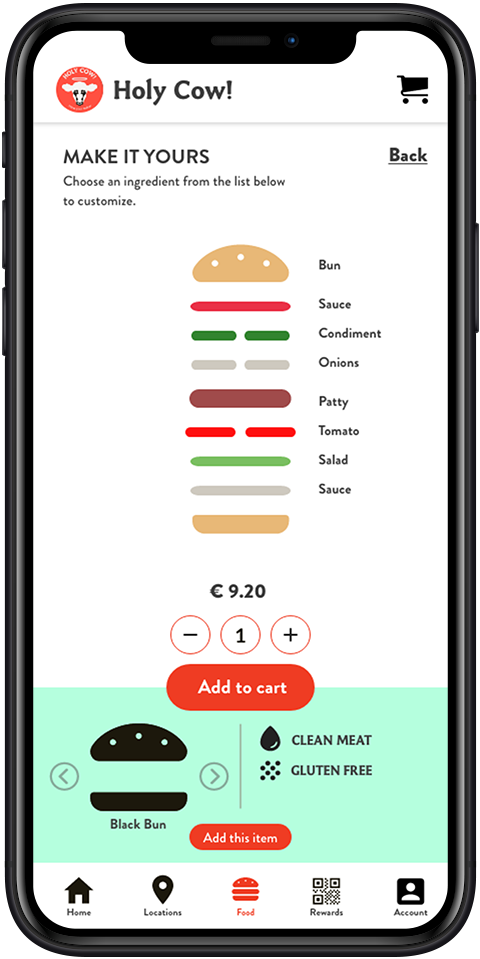 HOLY COW!
Holy Cow!
MAKE IT YOURS
Back
Choose an ingredient from the list below
to customize.
Bun
Sauce
Condiment
Onions
Patty
Tomato
Salad
Sauce
€ 9.20
1
Add to cart
CLEAN MEAT
GLUTEN FREE
Black Bun
Add this item
Home
Locations
Food
Rewards
Account